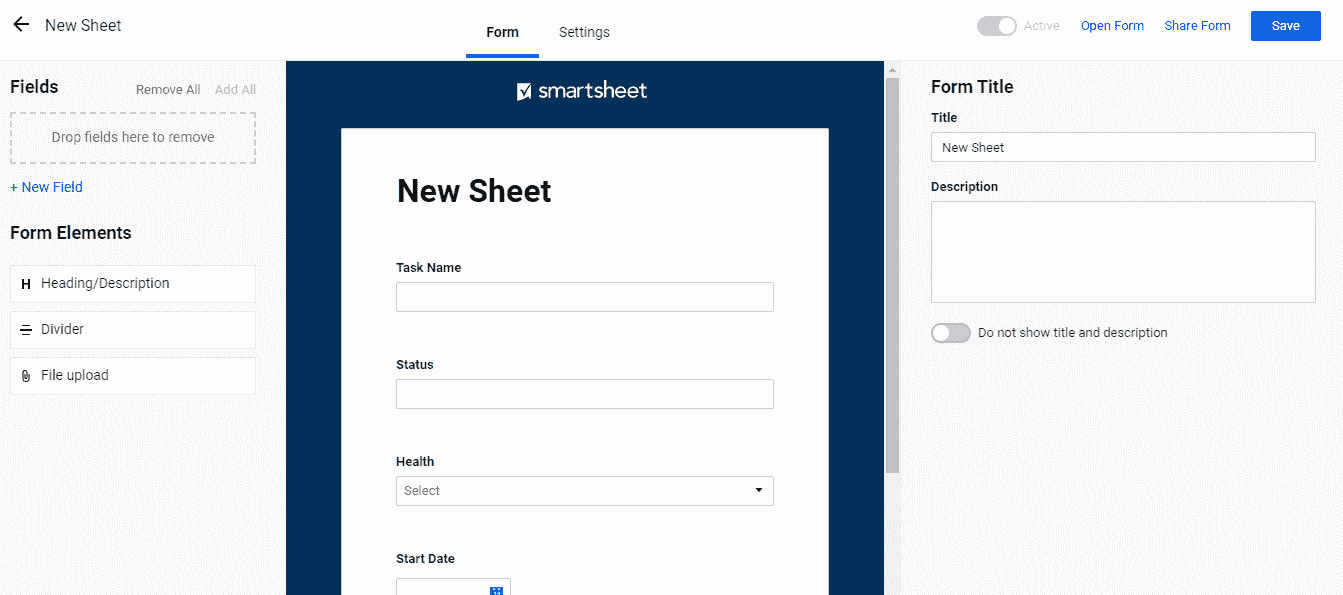 New Sheet
Form
Settings
Active
Open Form
Share Form
Save
Fields
Remove All
Add All
Drop fields here to remove
+ New Field
Form Elements
H Heading/Description
Divider
File upload
smartsheet
New Sheet
Task Name
Status
Health
Select
Start Date
Form Title
Title
New Sheet
Description
Do not show title and description